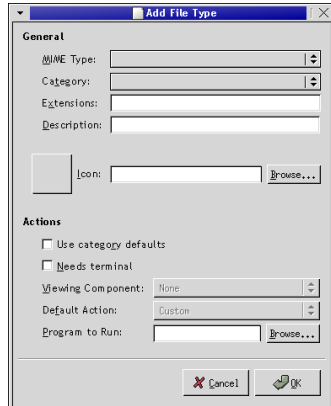 Add File Type
General
MIME Type:
Category:
Extensions:
Description:
Icon:
Browse...
Actions
Use category defaults
Needs terminal
Viewing Component: None
Default Action: Custom
Program to Run:
Browse...
Cancel
OK